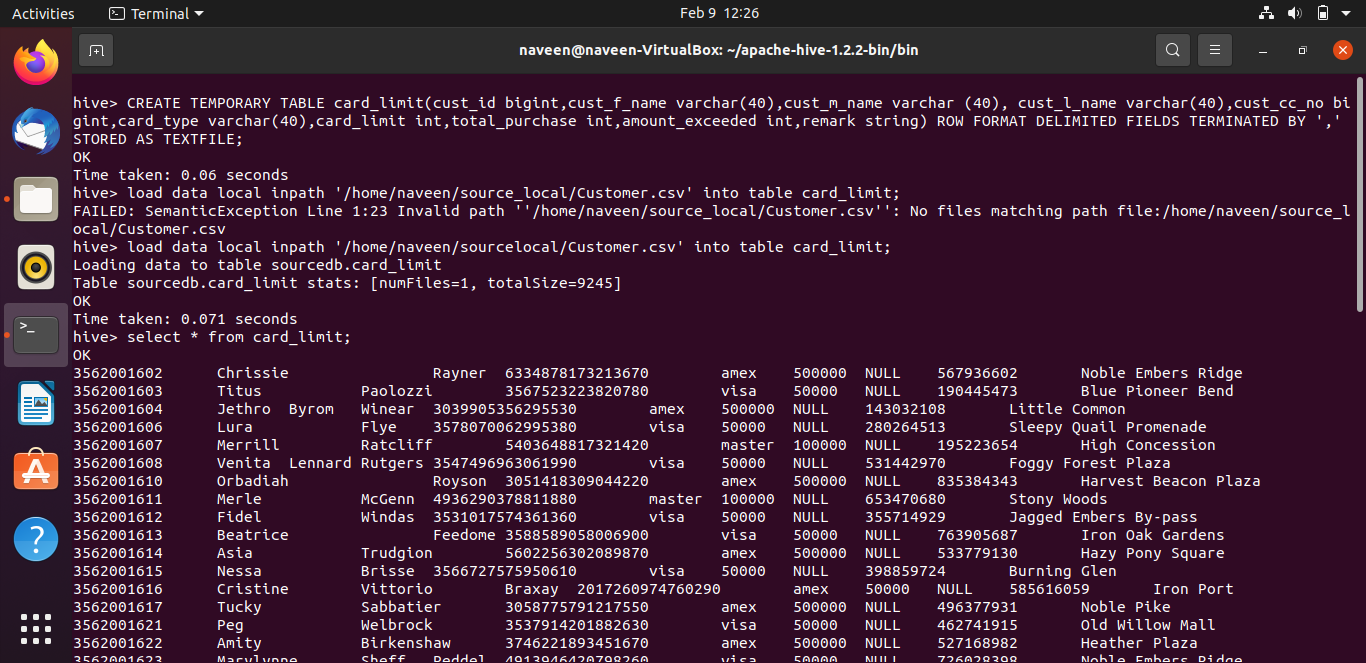 Activities Terminal Feb 9 12:26
naveen@naveen-VirtualBox: ~/apache-hive-1.2.2-bin/bin
hive> CREATE TEMPORARY TABLE card_limit(cust_id bigint,cust_f_name varchar(40),cust_m_name varchar (40), cust_l_name varchar(40),cust_cc_no bi
gint,card_type varchar(40),card_limit int,total_purchase int,amount_exceeded int,remark string) ROW FORMAT DELIMITED FIELDS TERMINATED BY ','
STORED AS TEXTFILE;
OK
Time taken: 0.06 seconds
hive> load data local inpath '/home/naveen/source_local/Customer.csv' into table card_limit;
FAILED: SemanticException Line 1:23 Invalid path ''/home/naveen/source_local/Customer.csv'': No files matching path file:/home/naveen/source_l
ocal/Customer.csv
hive> load data local inpath '/home/naveen/sourcelocal/Customer.csv' into table card_limit;
Loading data to table sourcedb.card_limit
Table sourcedb.card_limit stats: [numFiles=1, totalSize=9245]
OK
Time taken: 0.071 seconds
hive> select * from card_limit;
OK
3562001602 Chrissie Rayner 6334878173213670 amex 500000 NULL 567936602 Noble Embers Ridge
3562001603 Titus Paolozzi 3567523223820780 visa 50000 NULL 190445473 Blue Pioneer Bend
3562001604 Jethro Byrom Winear 3039905356295530 amex 500000 NULL 143032108 Little Common
3562001606 Lura Flye 3578070062995380 visa 50000 NULL 280264513 Sleepy Quail Promenade
3562001607 Merrill Ratcliff 5403648817321420 master 100000 NULL 195223654 High Concession
3562001608 Venita Lennard Rutgers 3547496963061990 visa 50000 NULL 531442970 Foggy Forest Plaza
3562001610 Orbadiah Royson 3051418309044220 amex 500000 NULL 835384343 Harvest Beacon Plaza
3562001611 Merle McGenn 4936290378811880 master 100000 NULL 653470680 Stony Woods
3562001612 Fidel Windas 3531017574361360 visa 50000 NULL 355714929 Jagged Embers By-pass
3562001613 Beatrice Feedome 3588589058006900 visa 50000 NULL 763905687 Iron Oak Gardens
3562001614 Asia Trudgion 5602256302089870 amex 500000 NULL 533779130 Hazy Pony Square
3562001615 Nessa Brisse 3566727575950610 visa 50000 NULL 398859724 Burning Glen
3562001616 Cristine Vittorio Braxay 2017260974760290 amex 50000 NULL 585616059 Iron Port
3562001617 Tucky Sabbatier 3058775791217550 amex 500000 NULL 496377931 Noble Pike
3562001621 Peg Welbrock 3537914201882630 visa 50000 NULL 462741915 Old Willow Mall
3562001622 Amity Birkenshaw 3746221893451670 amex 500000 NULL 527168982 Heather Plaza
3562001623 Marylynne Sheff Peddel 4913946420798260 visa 50000 NULL 726028398 Noble Embers Ridge